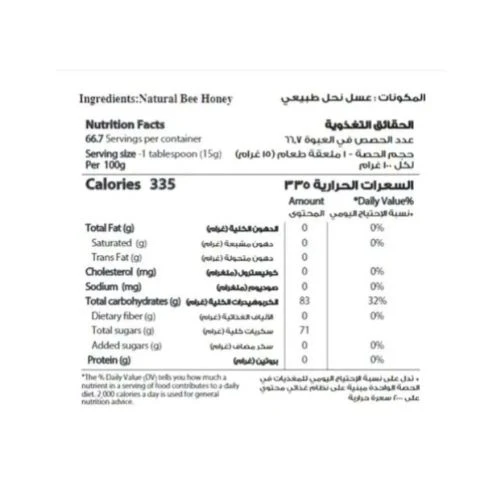 Ingredients:Natural Bee Honey المكونات : عسل نحل طبيعي
Nutrition Facts الحقائق التغذوية
66.7 Servings per container عدد الحصص في العبوة ٦٦,٧
Serving size -1 tablespoon (15g) حجم الحصة - ١ ملعقة طعام (١٥ غرام)
Per 100g لكل ١٠٠ غرام
Calories 335 السعرات الحرارية ٣٣٥
Amount *Daily Value%
المحتوى *نسبة الإحتياج اليومي
Total Fat (g) الدهون الكلية (غرام) 0 0%
Saturated (g) دهون مشبعة (غرام) 0 0%
Trans Fat (g) دهون متحولة (غرام) 0
Cholesterol (mg) كوليسترول (ملغرام) 0 0%
Sodium (mg) صوديوم (ملغرام) 0 0%
Total carbohydrates (g) الكربوهيدرات الكلية (غرام) 83 32%
Dietary fiber (g) الألياف الغذائية (غرام) 0 0%
Total sugars (g) سكريات كلية (غرام) 71
Added sugars (g) سكر مضاف (غرام) 0 0%
Protein (g) بروتين (غرام) 0 0%
*The % Daily Value (DV) tells you how much a
nutrient in a serving of food contributes to a daily
diet. 2,000 calories a day is used for general
nutrition advice.
* تدل على نسبة الإحتياج اليومي للمغذيات في
الحصة الواحدة مبنية على نظام غذائي محتوي
على ٢٠٠٠ سعرة حرارية